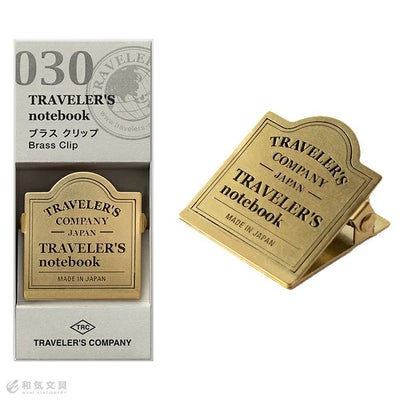 030
TRAVELER'S
notebook
ブラス クリップ
Brass Clip
TRAVELER'S
COMPANY
JAPAN
TRAVELER'S
notebook
MADE IN JAPAN
TRC
TRAVELER'S COMPANY
TRAVELER'S
COMPANY
JAPAN
TRAVELER'S
notebook
MADE IN JAPAN
和気文具